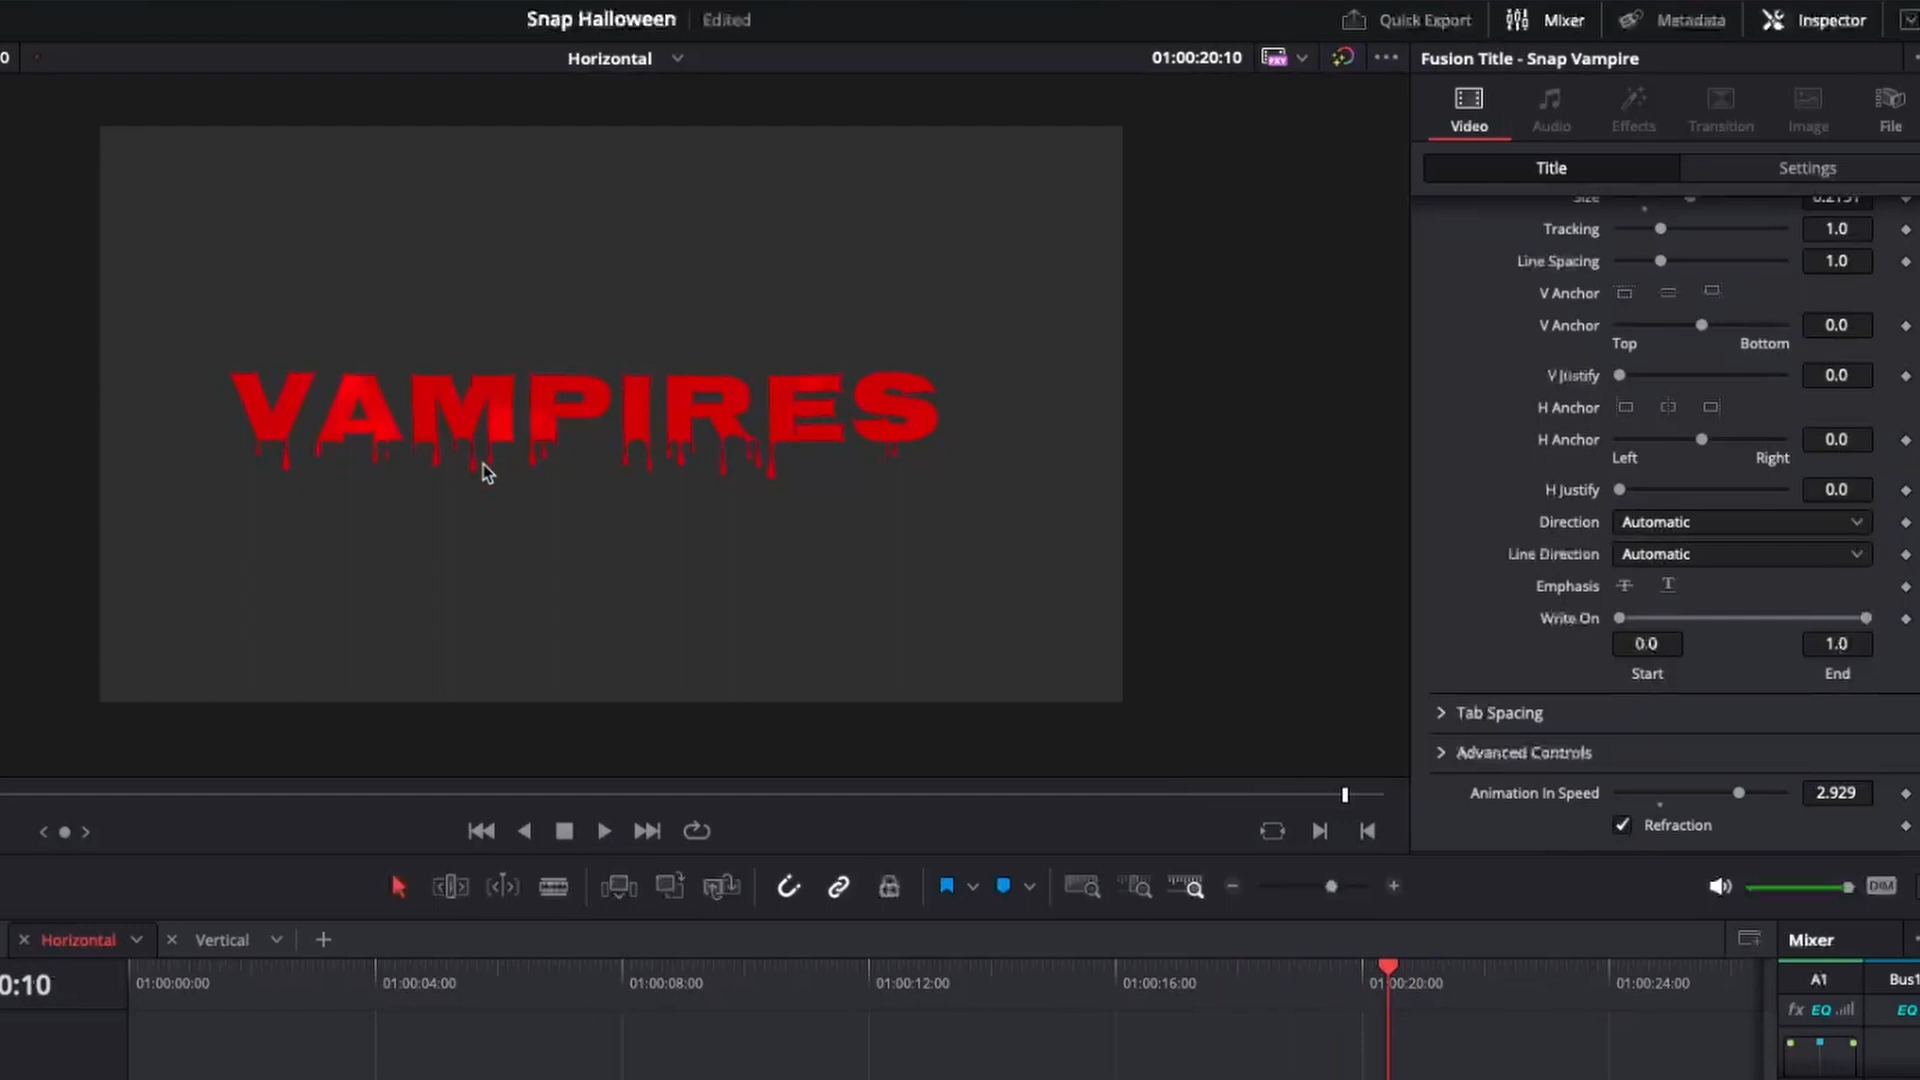 Snap Halloween Edited
Quick Export Mixer Metadata Inspector
0 Horizontal 01:00:20:10 PXY
Fusion Title - Snap Vampire
Video Audio Effects Transition Image File
Title Settings
Size
Tracking 1.0
Line Spacing 1.0
V Anchor
V Anchor 0.0
Top Bottom
V Justify 0.0
H Anchor
H Anchor 0.0
Left Right
H Justify 0.0
Direction Automatic
Line Direction Automatic
Emphasis T T
Write On
0.0 1.0
Start End
Tab Spacing
Advanced Controls
Animation In Speed 2.929
Refraction
VAMPIRES
DIM
Horizontal Vertical
Mixer
0:10
01:00:00:00 01:00:04:00 01:00:08:00 01:00:12:00 01:00:16:00 01:00:20:00 01:00:24:00
A1 Bus1
fx EQ EQ